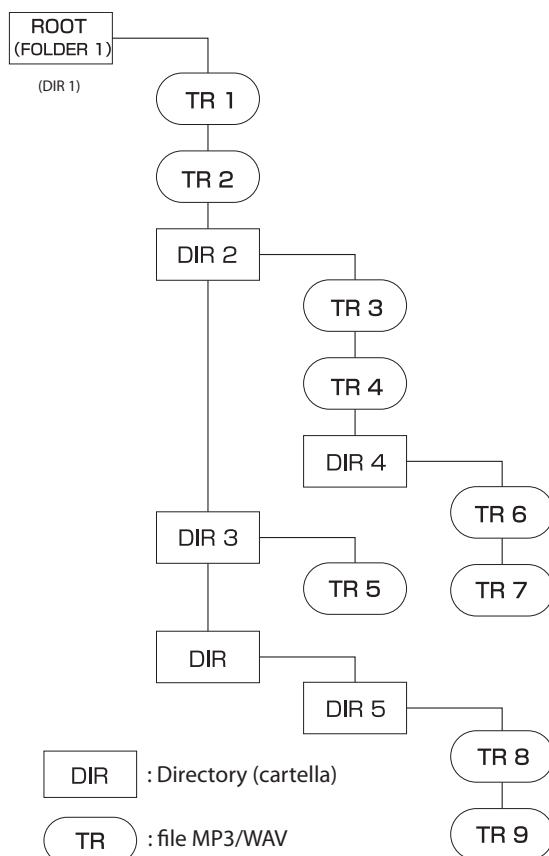 ROOT
(FOLDER 1)
(DIR 1)
TR 1
TR 2
DIR 2
TR 3
TR 4
DIR 4
TR 6
TR 7
DIR 3
TR 5
DIR
DIR 5
TR 8
TR 9
DIR : Directory (cartella)
TR : file MP3/WAV